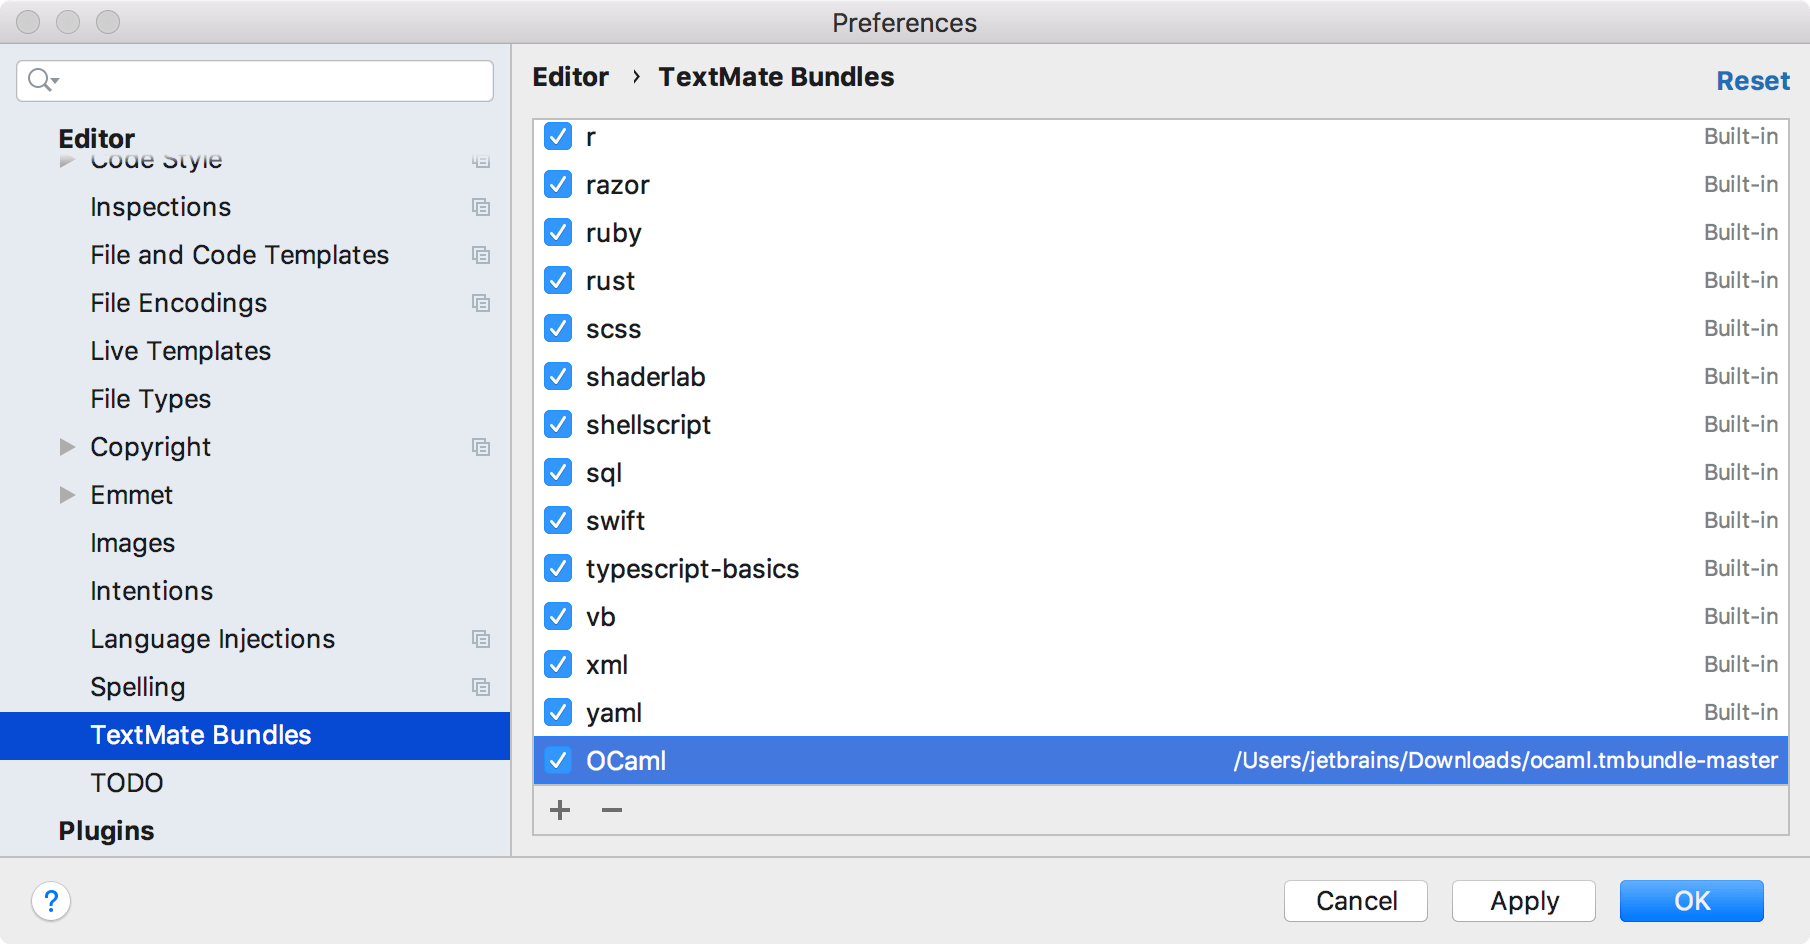 Preferences
Editor
Code Style
Inspections
File and Code Templates
File Encodings
Live Templates
File Types
Copyright
Emmet
Images
Intentions
Language Injections
Spelling
TextMate Bundles
TODO
Plugins
Editor › TextMate Bundles
Reset
r Built-in
razor Built-in
ruby Built-in
rust Built-in
scss Built-in
shaderlab Built-in
shellscript Built-in
sql Built-in
swift Built-in
typescript-basics Built-in
vb Built-in
xml Built-in
yaml Built-in
OCaml /Users/jetbrains/Downloads/ocaml.tmbundle-master
?
Cancel
Apply
OK